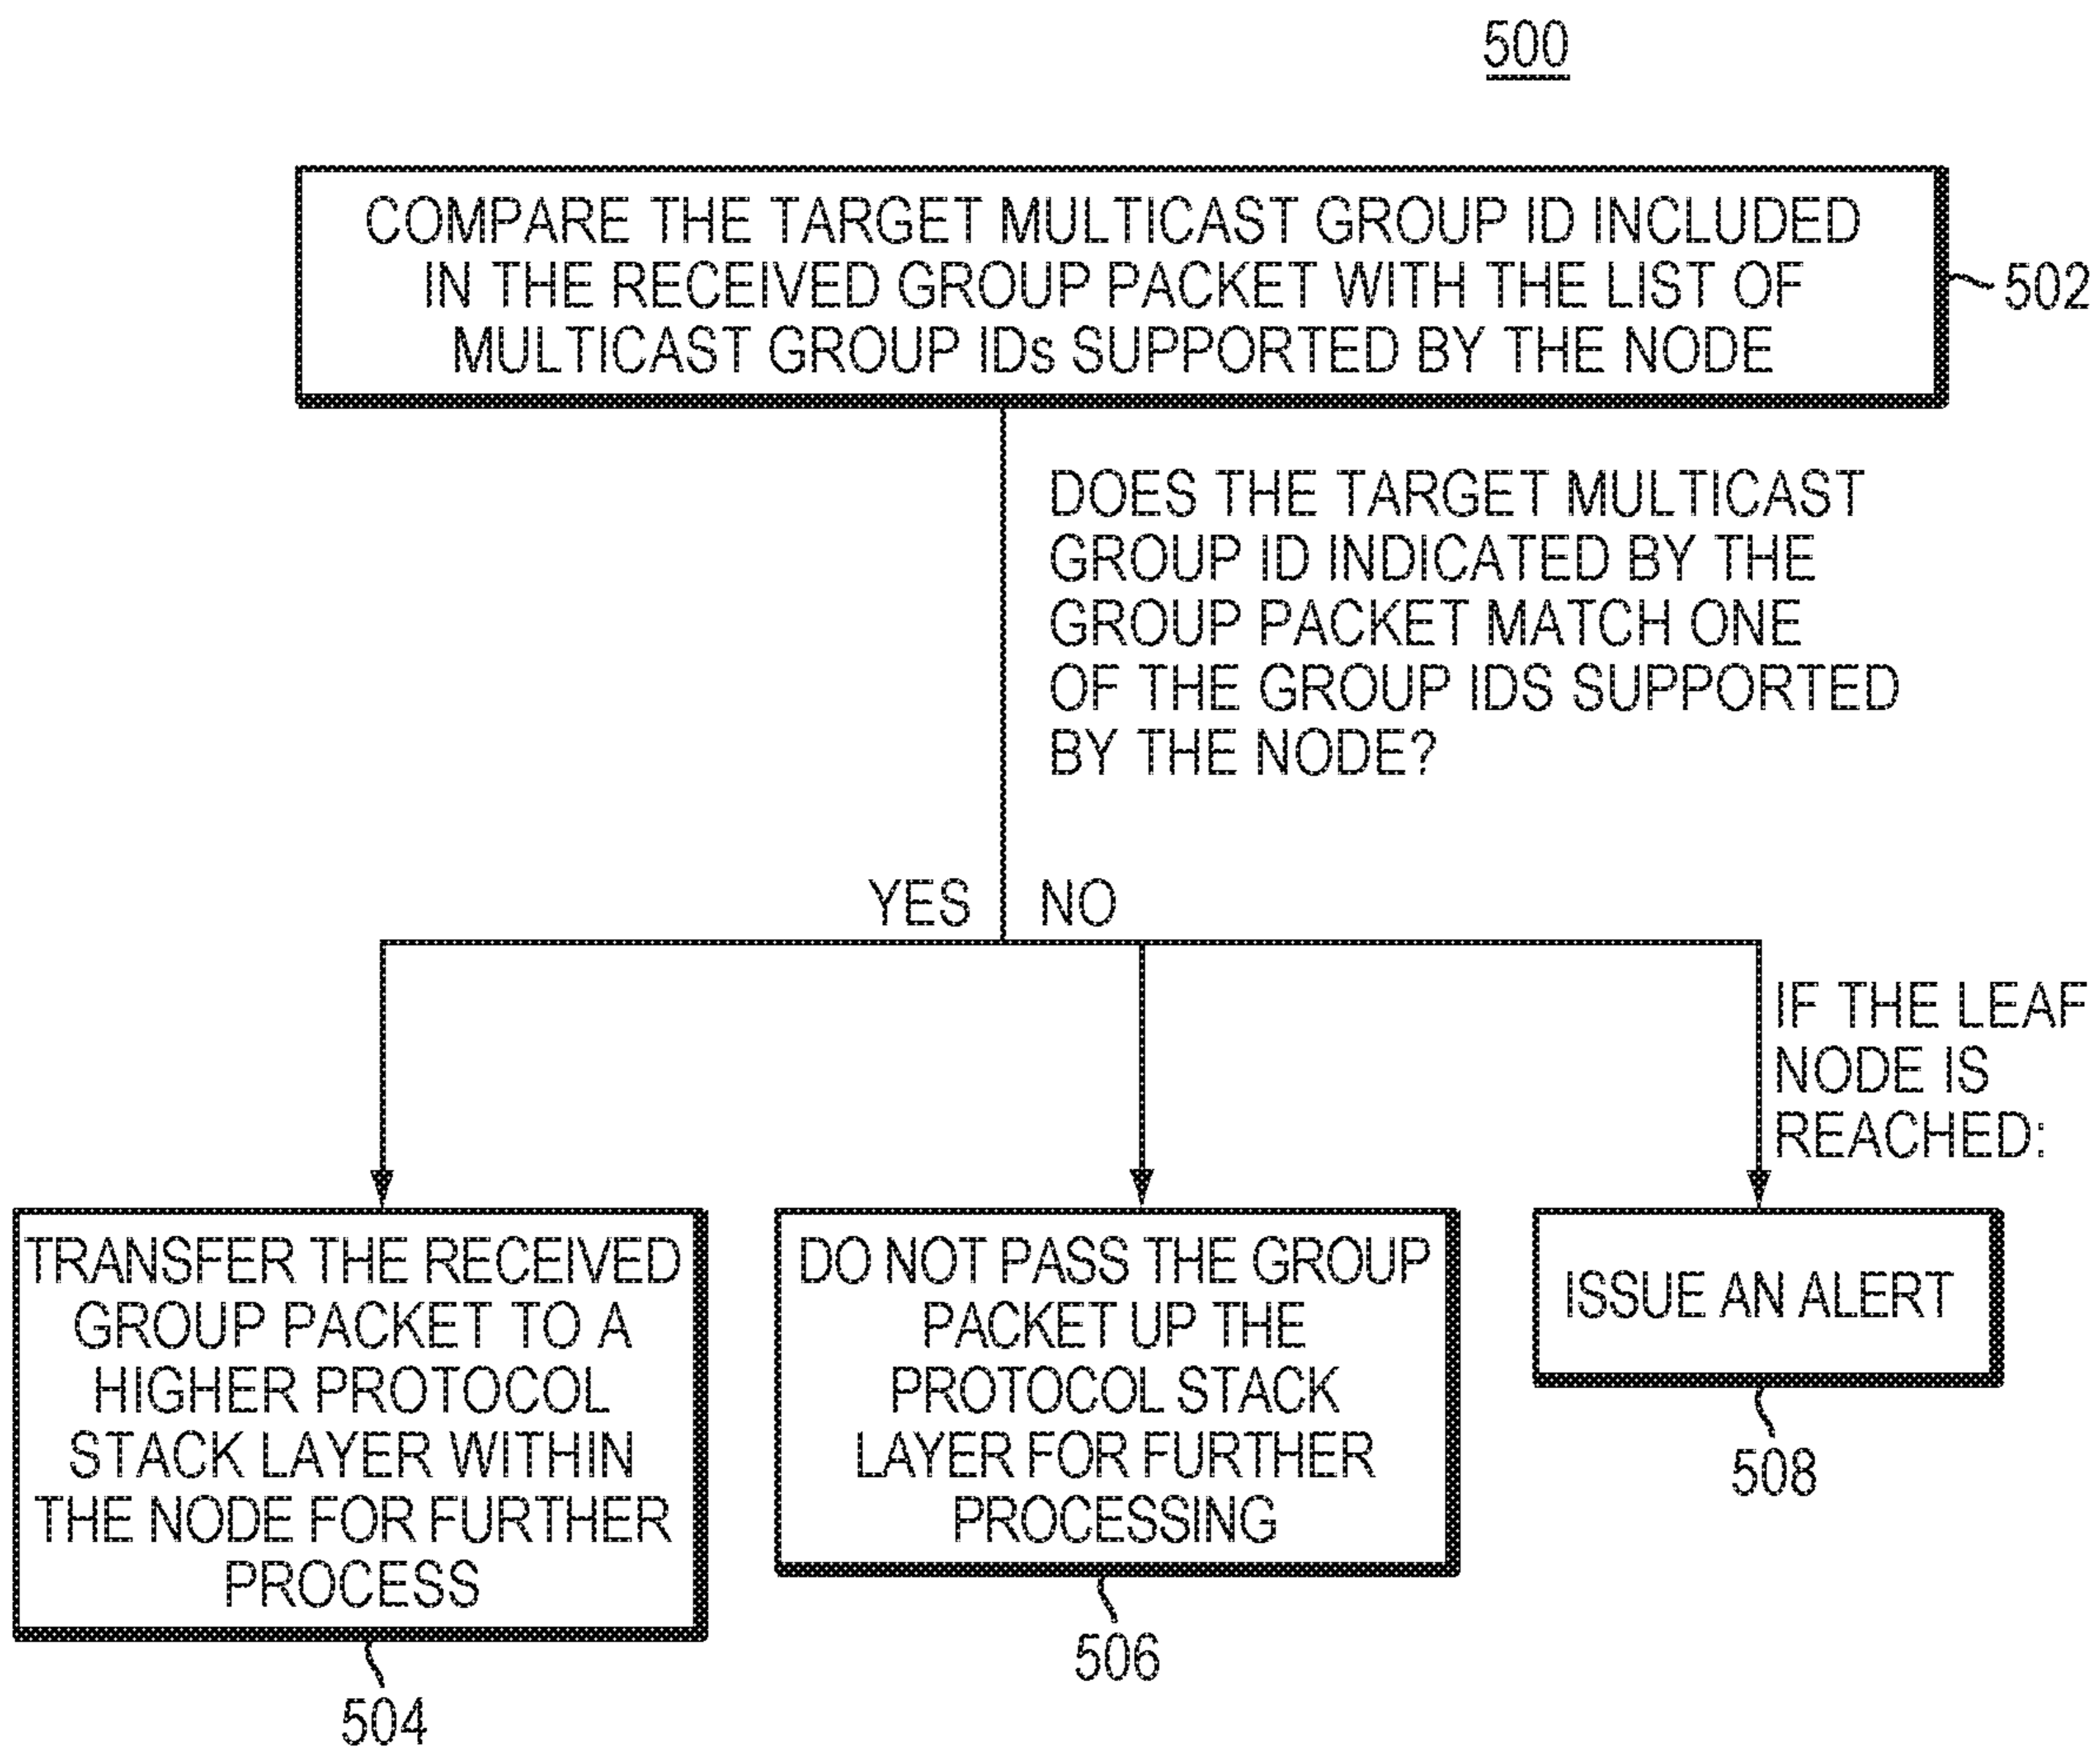 500
COMPARE THE TARGET MULTICAST GROUP ID INCLUDED
IN THE RECEIVED GROUP PACKET WITH THE LIST OF
MULTICAST GROUP IDs SUPPORTED BY THE NODE
502
DOES THE TARGET MULTICAST
GROUP ID INDICATED BY THE
GROUP PACKET MATCH ONE
OF THE GROUP IDS SUPPORTED
BY THE NODE?
YES
NO
IF THE LEAF
NODE IS
REACHED:
TRANSFER THE RECEIVED
GROUP PACKET TO A
HIGHER PROTOCOL
STACK LAYER WITHIN
THE NODE FOR FURTHER
PROCESS
504
DO NOT PASS THE GROUP
PACKET UP THE
PROTOCOL STACK
LAYER FOR FURTHER
PROCESSING
506
ISSUE AN ALERT
508